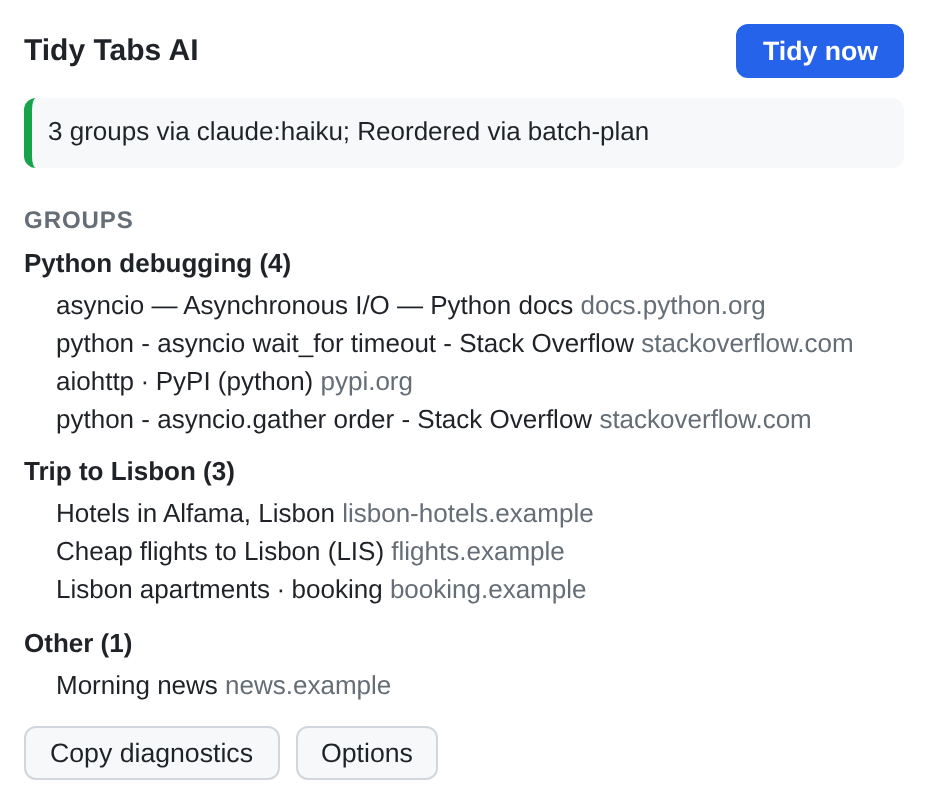 Tidy Tabs AI
Tidy now
3 groups via claude:haiku; Reordered via batch-plan
GROUPS
Python debugging (4)
asyncio — Asynchronous I/O — Python docs docs.python.org
python - asyncio wait_for timeout - Stack Overflow stackoverflow.com
aiohttp · PyPI (python) pypi.org
python - asyncio.gather order - Stack Overflow stackoverflow.com
Trip to Lisbon (3)
Hotels in Alfama, Lisbon lisbon-hotels.example
Cheap flights to Lisbon (LIS) flights.example
Lisbon apartments · booking booking.example
Other (1)
Morning news news.example
Copy diagnostics
Options